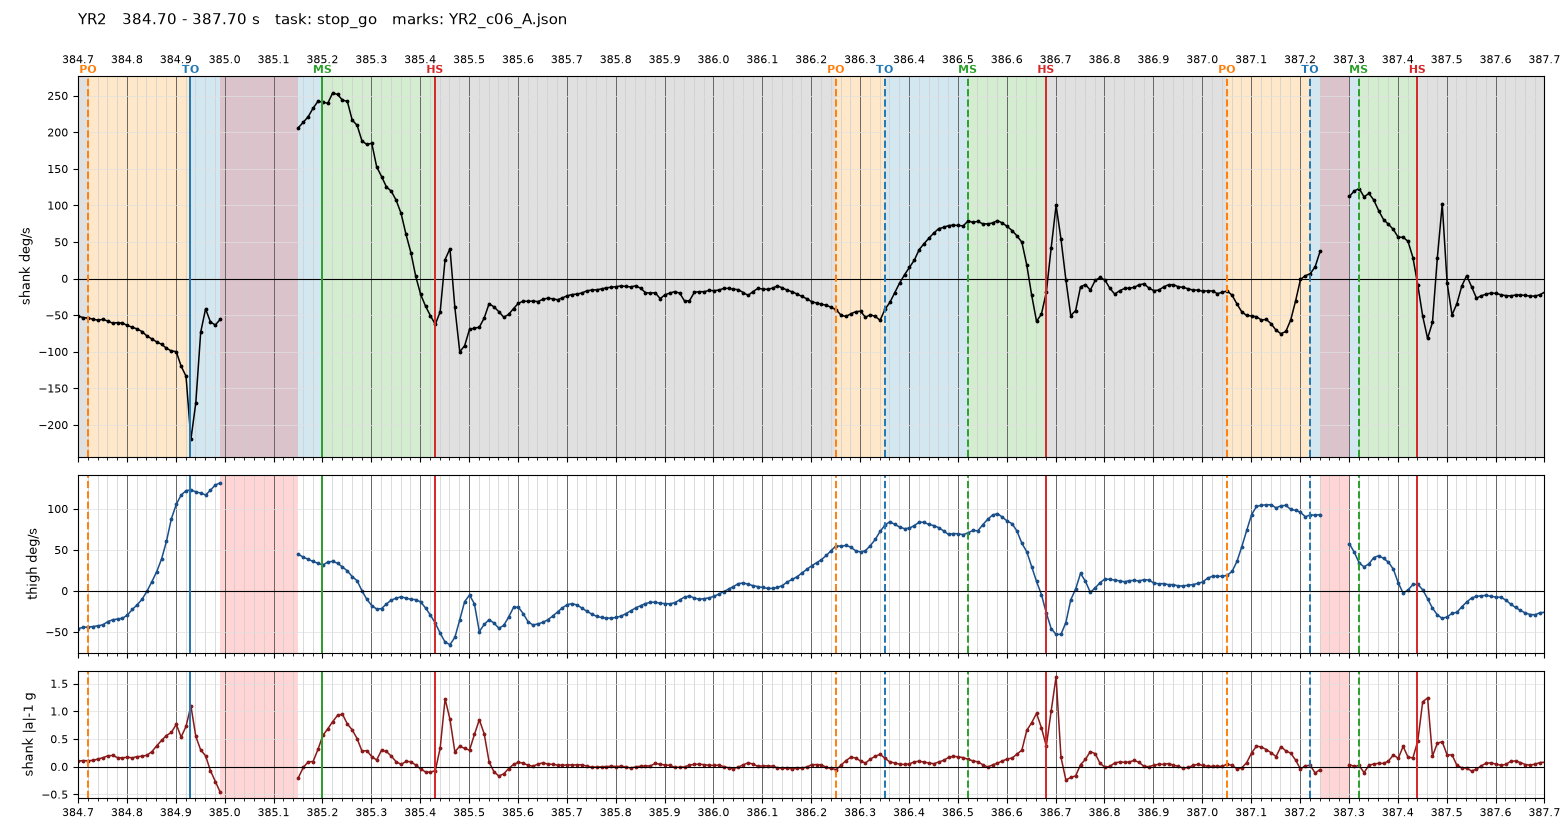 YR2 384.70 - 387.70 s task: stop_go marks: YR2_c06_A.json
384.7 384.8 384.9 385.0 385.1 385.2 385.3 385.4 385.5 385.6 385.7 385.8 385.9 386.0 386.1 386.2 386.3 386.4 386.5 386.6 386.7 386.8 386.9 387.0 387.1 387.2 387.3 387.4 387.5 387.6 387.7
PO TO MS HS PO TO MS HS PO TO MS HS
250
200
150
100
50
0
−50
−100
−150
−200
shank deg/s
100
50
0
−50
thigh deg/s
1.5
1.0
0.5
0.0
−0.5
shank |a|-1 g
384.7 384.8 384.9 385.0 385.1 385.2 385.3 385.4 385.5 385.6 385.7 385.8 385.9 386.0 386.1 386.2 386.3 386.4 386.5 386.6 386.7 386.8 386.9 387.0 387.1 387.2 387.3 387.4 387.5 387.6 387.7